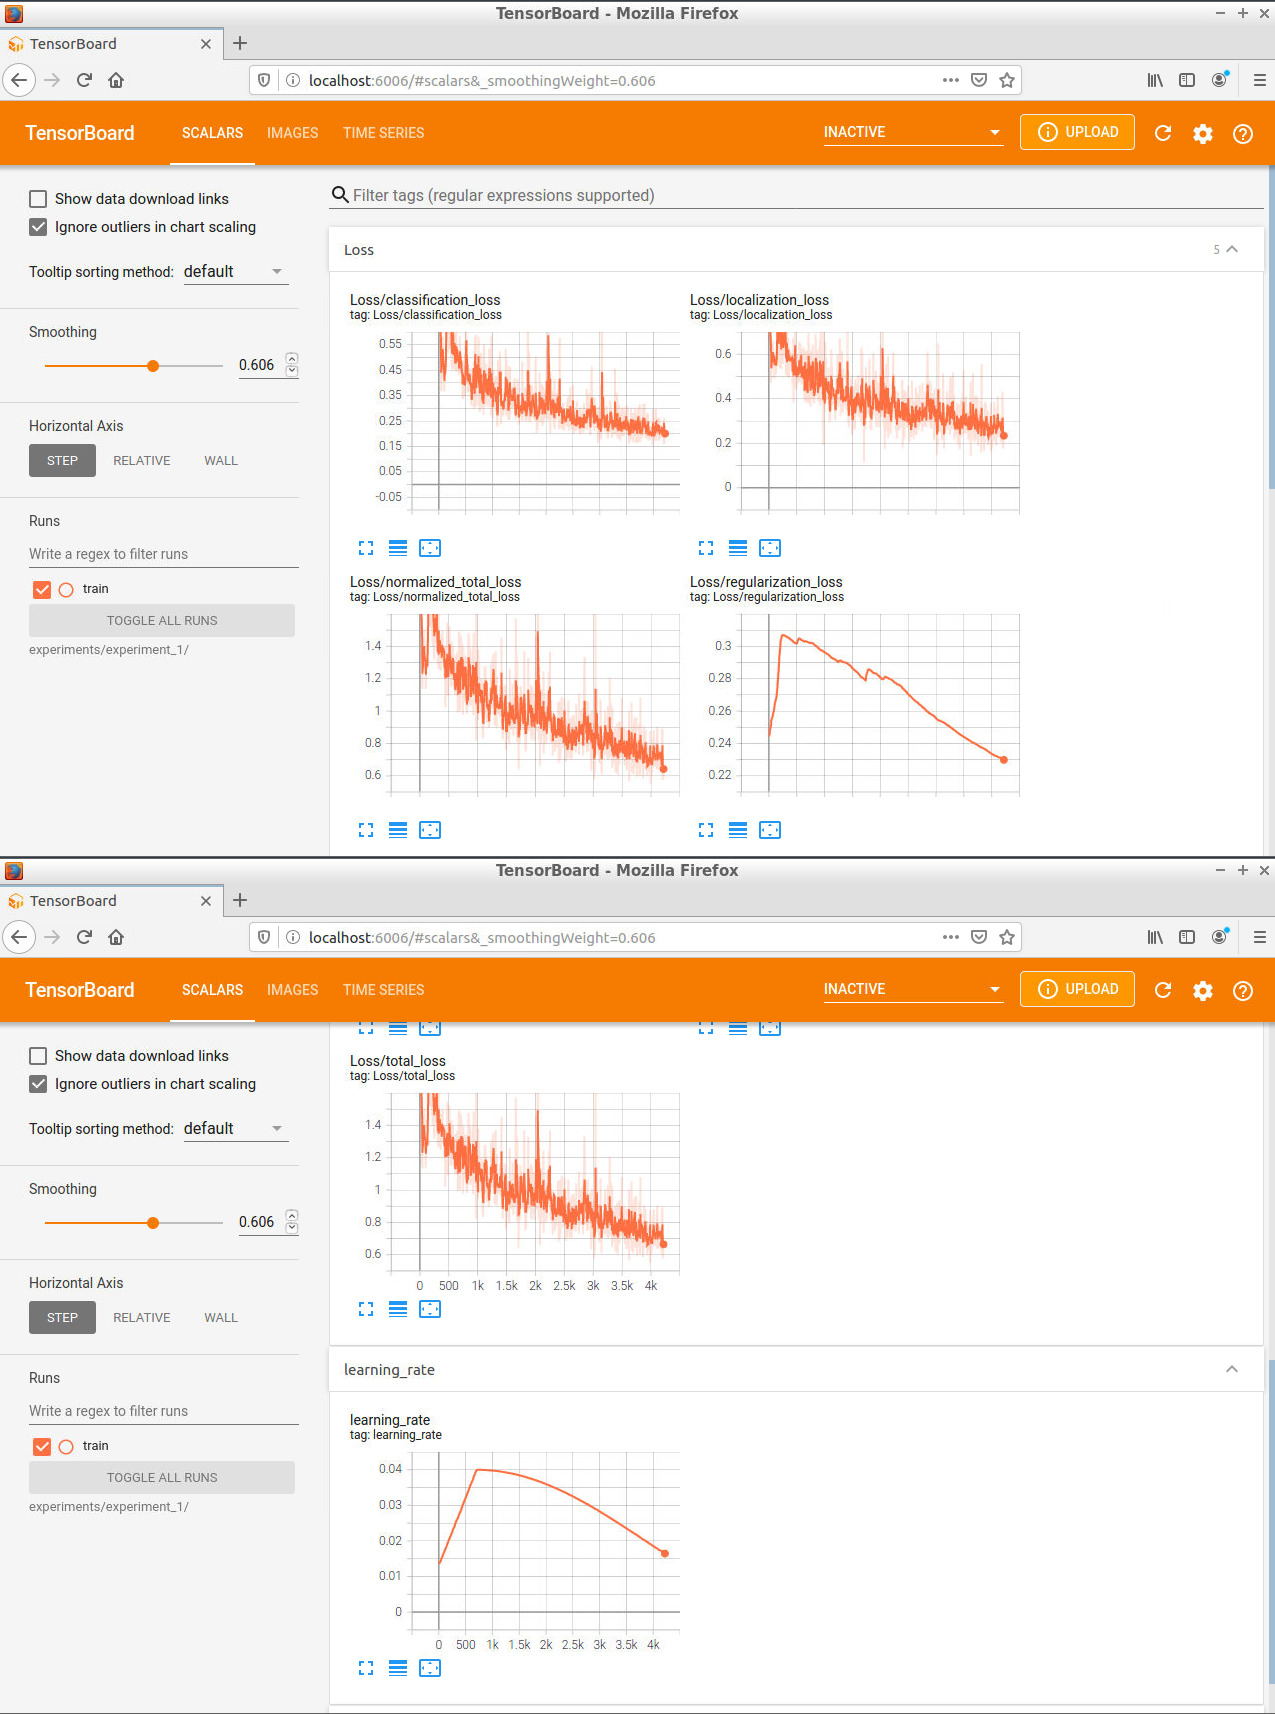 TensorBoard - Mozilla Firefox
TensorBoard
localhost:6006/#scalars&_smoothingWeight=0.606
TensorBoard SCALARS IMAGES TIME SERIES INACTIVE UPLOAD
Show data download links
Ignore outliers in chart scaling
Tooltip sorting method: default
Smoothing
0.606
Horizontal Axis
STEP RELATIVE WALL
Runs
Write a regex to filter runs
train
TOGGLE ALL RUNS
experiments/experiment_1/
Filter tags (regular expressions supported)
Loss 5
Loss/classification_loss
tag: Loss/classification_loss
0.55
0.45
0.35
0.25
0.15
0.05
-0.05
Loss/localization_loss
tag: Loss/localization_loss
0.6
0.4
0.2
0
Loss/normalized_total_loss
tag: Loss/normalized_total_loss
1.4
1.2
1
0.8
0.6
Loss/regularization_loss
tag: Loss/regularization_loss
0.3
0.28
0.26
0.24
0.22
TensorBoard - Mozilla Firefox
TensorBoard
localhost:6006/#scalars&_smoothingWeight=0.606
TensorBoard SCALARS IMAGES TIME SERIES INACTIVE UPLOAD
Show data download links
Ignore outliers in chart scaling
Tooltip sorting method: default
Smoothing
0.606
Horizontal Axis
STEP RELATIVE WALL
Runs
Write a regex to filter runs
train
TOGGLE ALL RUNS
experiments/experiment_1/
Loss/total_loss
tag: Loss/total_loss
1.4
1.2
1
0.8
0.6
0 500 1k 1.5k 2k 2.5k 3k 3.5k 4k
learning_rate
learning_rate
tag: learning_rate
0.04
0.03
0.02
0.01
0
0 500 1k 1.5k 2k 2.5k 3k 3.5k 4k